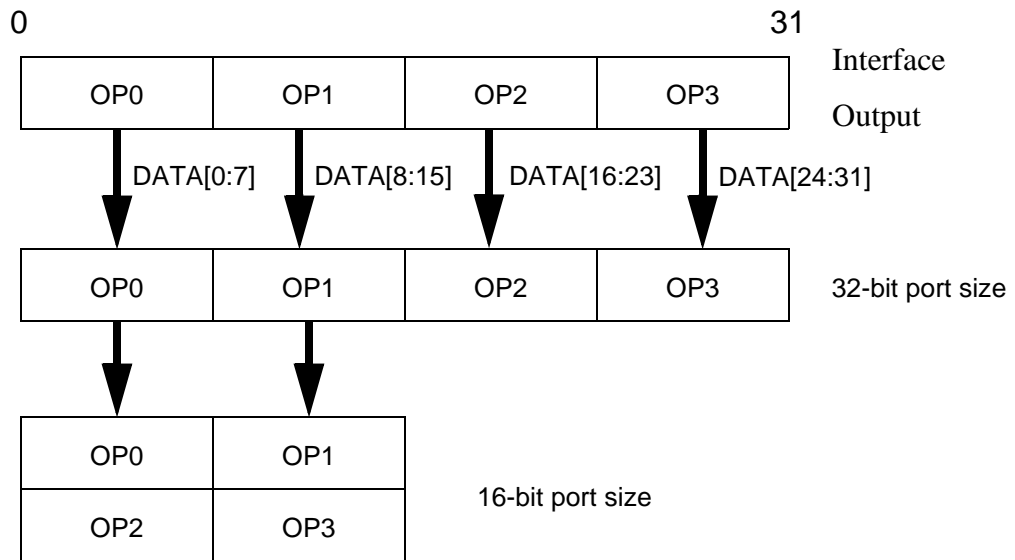 0 31
Interface
OP0 OP1 OP2 OP3
Output
DATA[0:7] DATA[8:15] DATA[16:23] DATA[24:31]
OP0 OP1 OP2 OP3 32-bit port size
OP0 OP1
16-bit port size
OP2 OP3